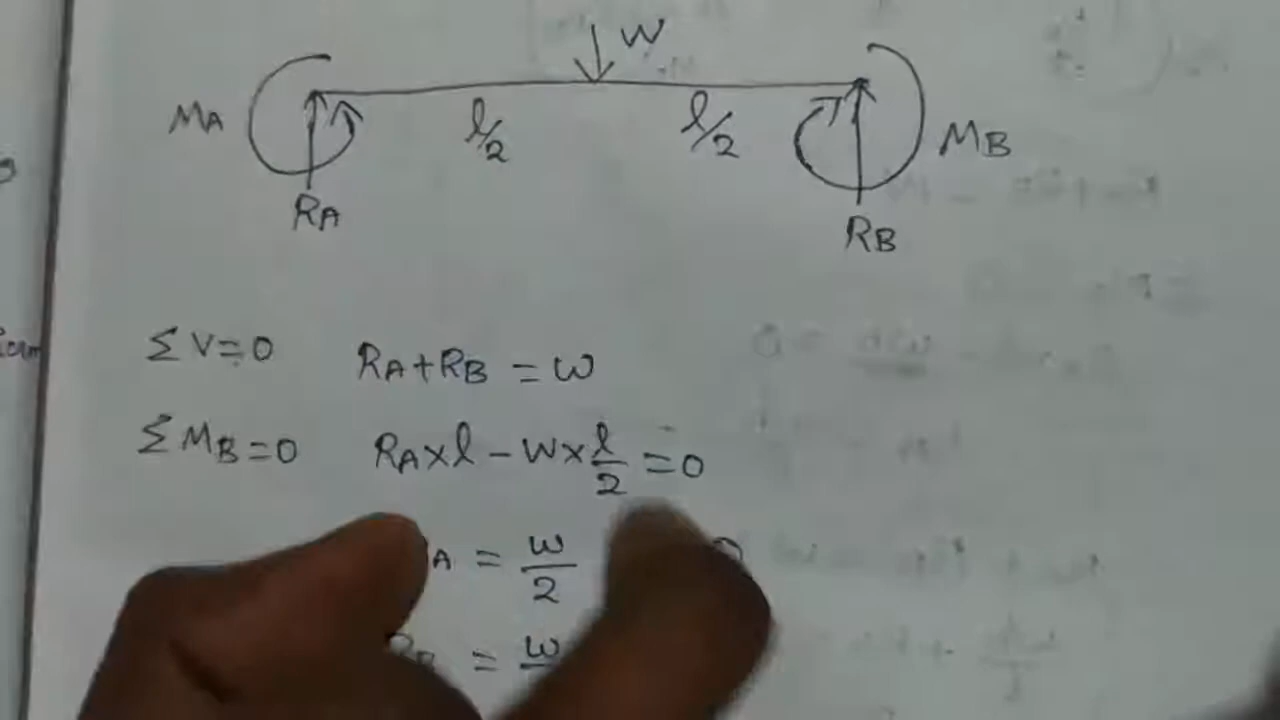 W
MA l/2 l/2 MB
RA RB
ΣV=0 RA+RB = W
ΣMB=0 RA×l - W×l/2 = 0
A = W/2
= W